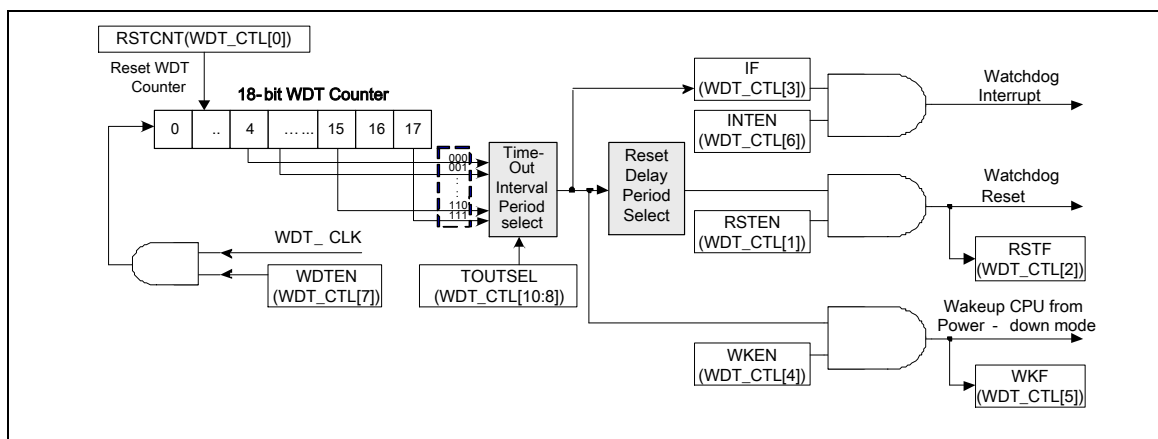 RSTCNT(WDT_CTL[0])
Reset WDT
Counter
18-bit WDT Counter
0 .. 4 ...... 15 16 17
000
001
110
111
Time-
Out
Interval
Period
select
TOUTSEL
(WDT_CTL[10:8])
WDT_ CLK
WDTEN
(WDT_CTL[7])
Reset
Delay
Period
Select
IF
(WDT_CTL[3])
INTEN
(WDT_CTL[6])
Watchdog
Interrupt
RSTEN
(WDT_CTL[1])
Watchdog
Reset
RSTF
(WDT_CTL[2])
WKEN
(WDT_CTL[4])
Wakeup CPU from
Power - down mode
WKF
(WDT_CTL[5])